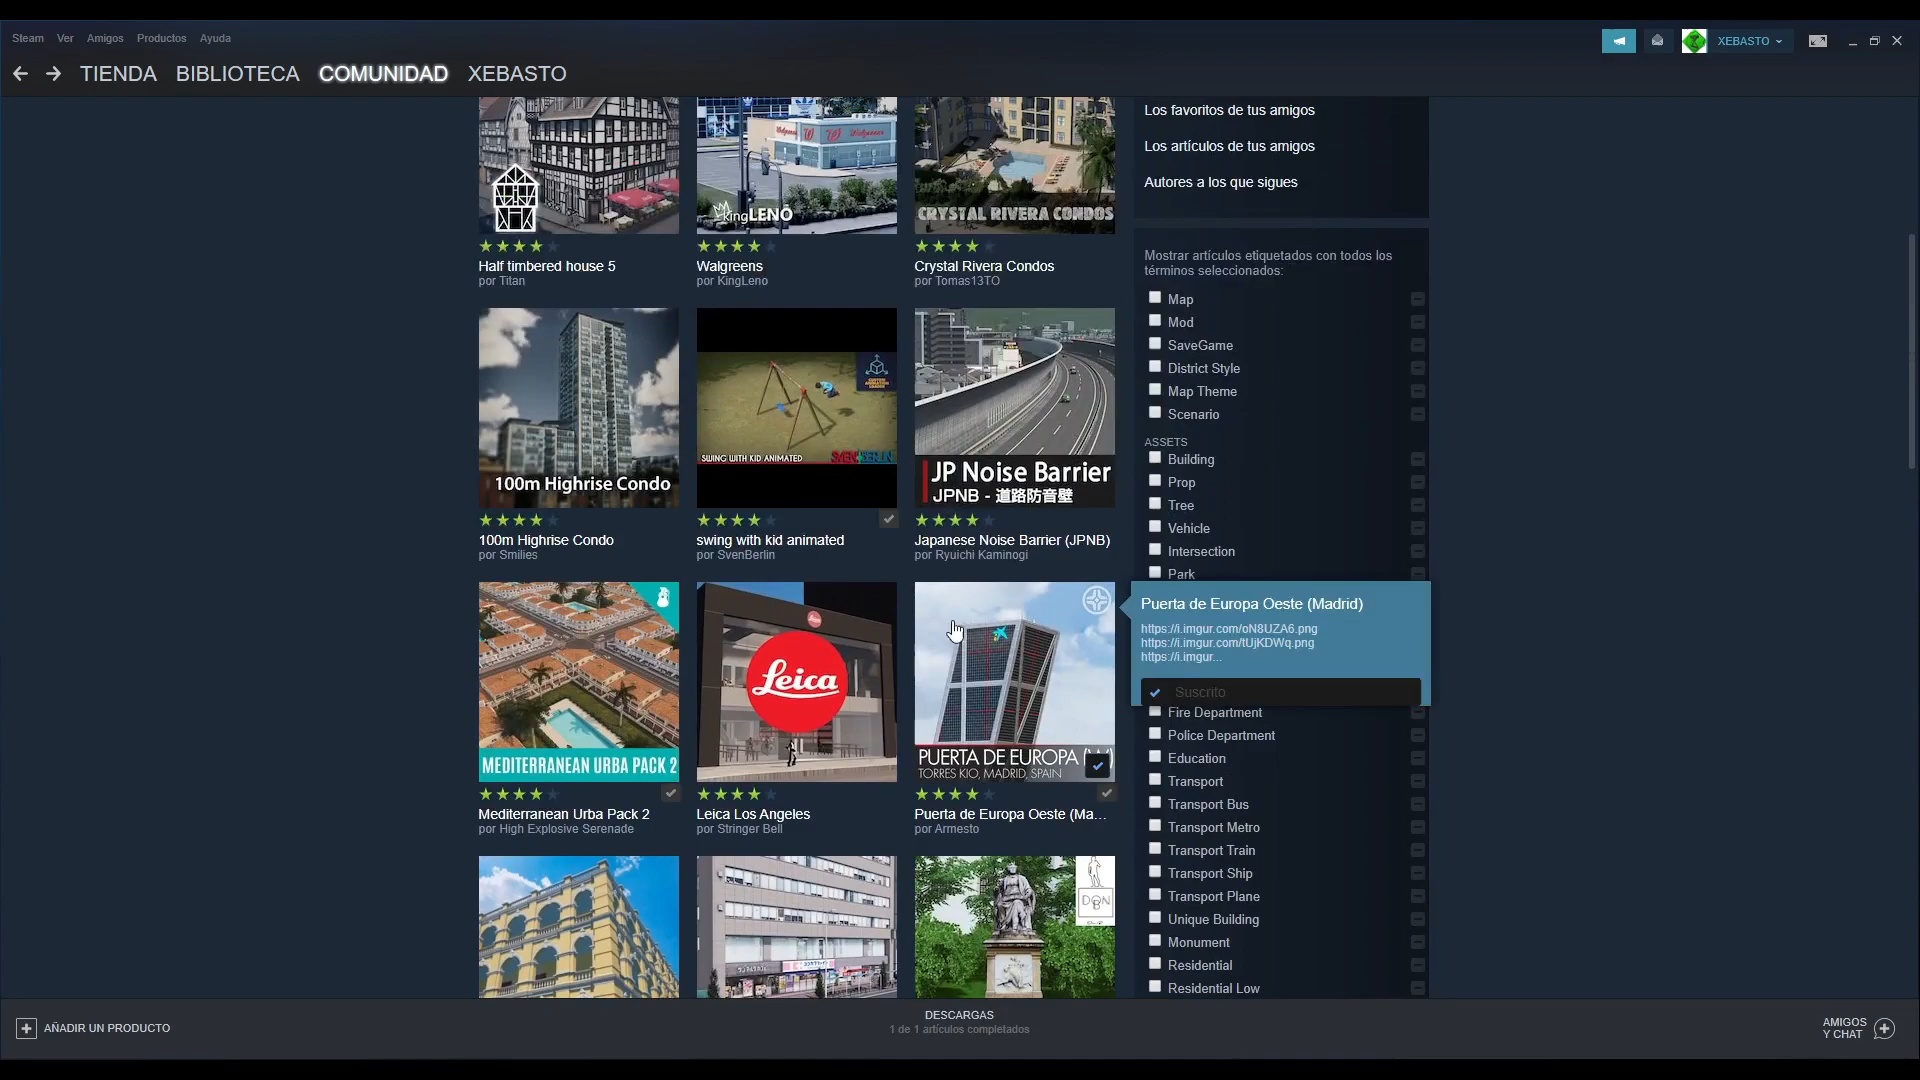 Steam Ver Amigos Productos Ayuda
XEBASTO
TIENDA BIBLIOTECA COMUNIDAD XEBASTO
Los favoritos de tus amigos
Los artículos de tus amigos
Autores a los que sigues
Walgreens
Walgreens
kingLENO
CRYSTAL RIVERA CONDOS
Half timbered house 5
por Titan
Walgreens
por KingLeno
Crystal Rivera Condos
por Tomas13TO
Mostrar artículos etiquetados con todos los
términos seleccionados:
Map
Mod
SaveGame
District Style
Map Theme
Scenario
ASSETS
Building
Prop
Tree
Vehicle
Intersection
Park
100m Highrise Condo
SWING WITH KID ANIMATED
SVEN BERLIN
JP Noise Barrier
JPNB - 道路防音壁
100m Highrise Condo
por Smilies
swing with kid animated
por SvenBerlin
Japanese Noise Barrier (JPNB)
por Ryuichi Kaminogi
Puerta de Europa Oeste (Madrid)
https://i.imgur.com/oN8UZA6.png
https://i.imgur.com/tUjKDWq.png
https://i.imgur...
Suscrito
Fire Department
Police Department
Education
Transport
Transport Bus
Transport Metro
Transport Train
Transport Ship
Transport Plane
Unique Building
Monument
Residential
Residential Low
MEDITERRANEAN URBA PACK 2
Leica
PUERTA DE EUROPA (W)
TORRES KIO, MADRID, SPAIN
Mediterranean Urba Pack 2
por High Explosive Serenade
Leica Los Angeles
por Stringer Bell
Puerta de Europa Oeste (Ma...
por Armesto
DON B
AÑADIR UN PRODUCTO
DESCARGAS
1 de 1 artículos completados
AMIGOS
Y CHAT